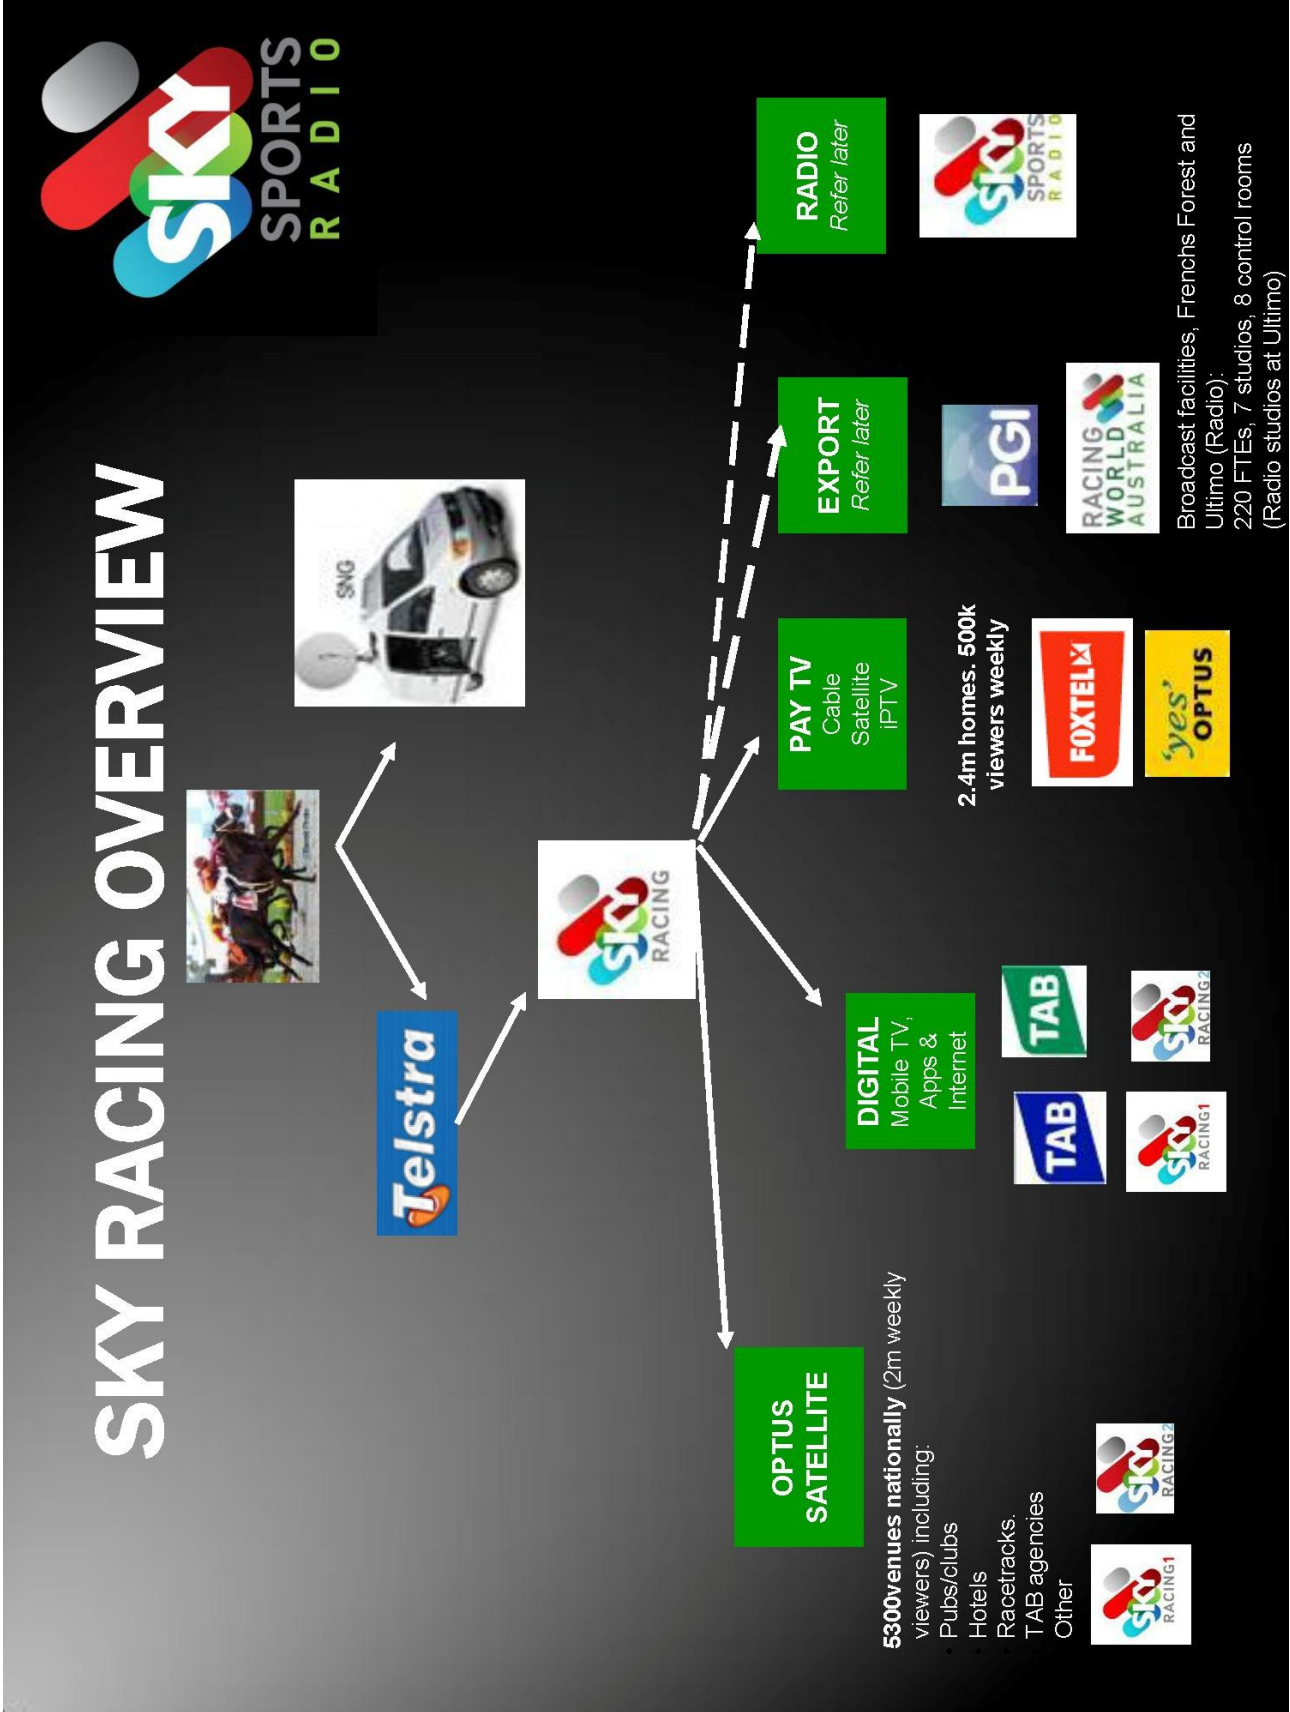 SKY RACING OVERVIEW
SKY
SPORTS
RADIO
SNG
Telstra
SKY
RACING
OPTUS
SATELLITE
5300venues nationally (2m weekly
viewers) including:
Pubs/clubs
Hotels
Racetracks.
TAB agencies
Other
SKY
RACING1
SKY
RACING2
DIGITAL
Mobile TV,
Apps &
Internet
TAB
TAB
SKY
RACING1
SKY
RACING2
PAY TV
Cable
Satellite
iPTV
2.4m homes. 500k
viewers weekly
FOXTEL
'yes'
OPTUS
EXPORT
Refer later
PGI
RACING
WORLD
AUSTRALIA
RADIO
Refer later
SKY
SPORTS
RADIO
Broadcast facilities, Frenchs Forest and
Ultimo (Radio):
220 FTEs, 7 studios, 8 control rooms
(Radio studios at Ultimo)